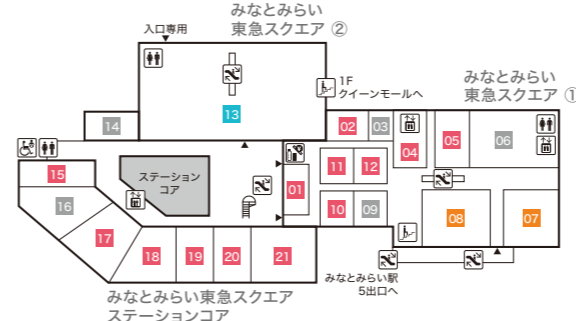 みなとみらい
東急スクエア ②
入口専用
1F
クイーンモールへ
みなとみらい
東急スクエア ①
13
14
02
03
04
05
06
15
16
17
ステーション
コア
01
11
12
10
09
08
07
18
19
20
21
みなとみらい駅
5出口へ
みなとみらい東急スクエア
ステーションコア